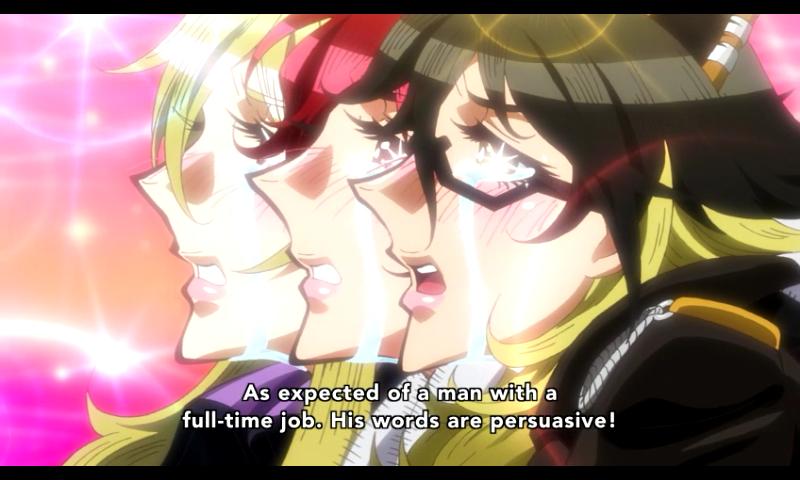 As expected of a man with a
full-time job. His words are persuasive!